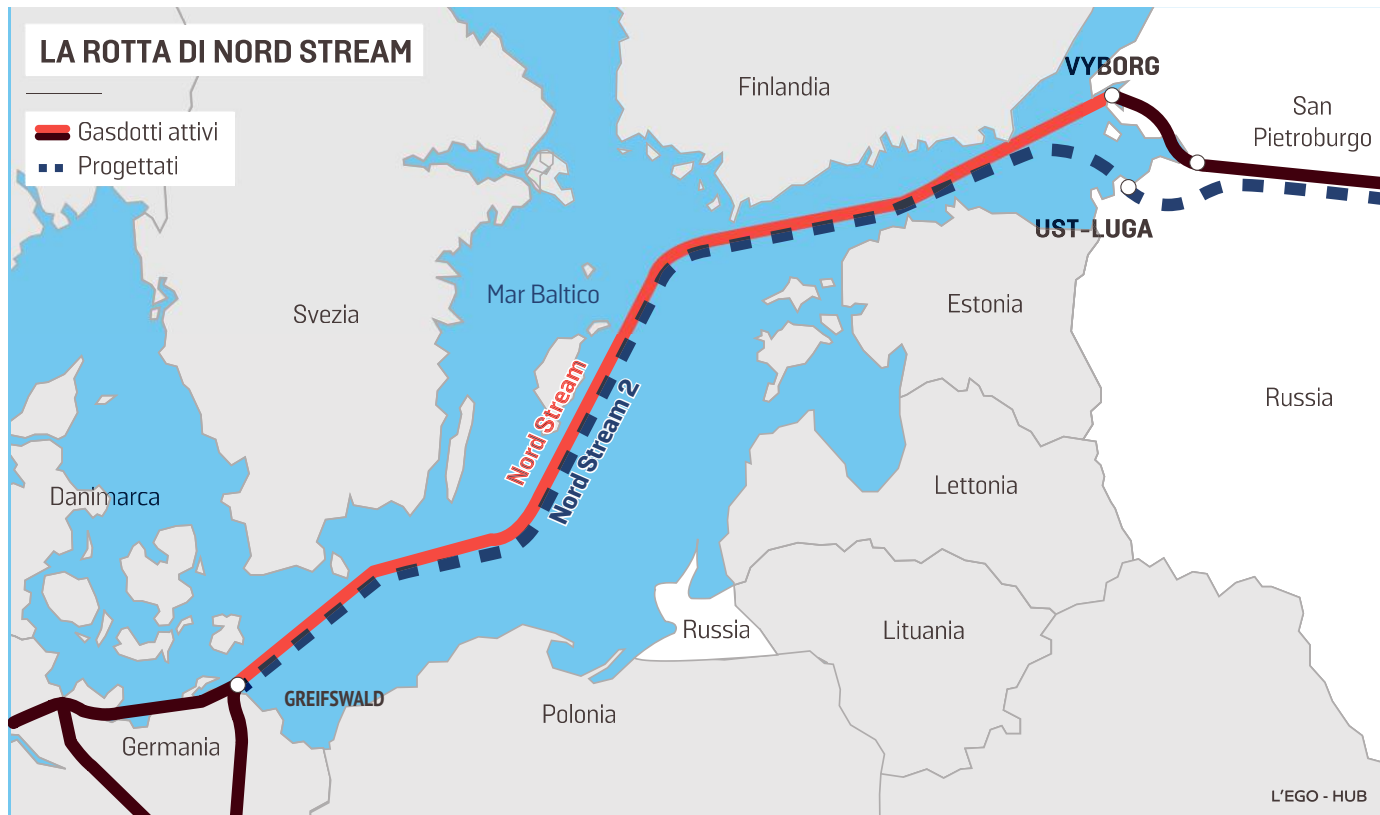 LA ROTTA DI NORD STREAM
Gasdotti attivi
Progettati
Finlandia
VYBORG
San
Pietroburgo
UST-LUGA
Svezia
Mar Baltico
Estonia
Nord Stream
Nord Stream 2
Russia
Danimarca
Lettonia
Russia
Lituania
GREIFSWALD
Polonia
Germania
L'EGO - HUB